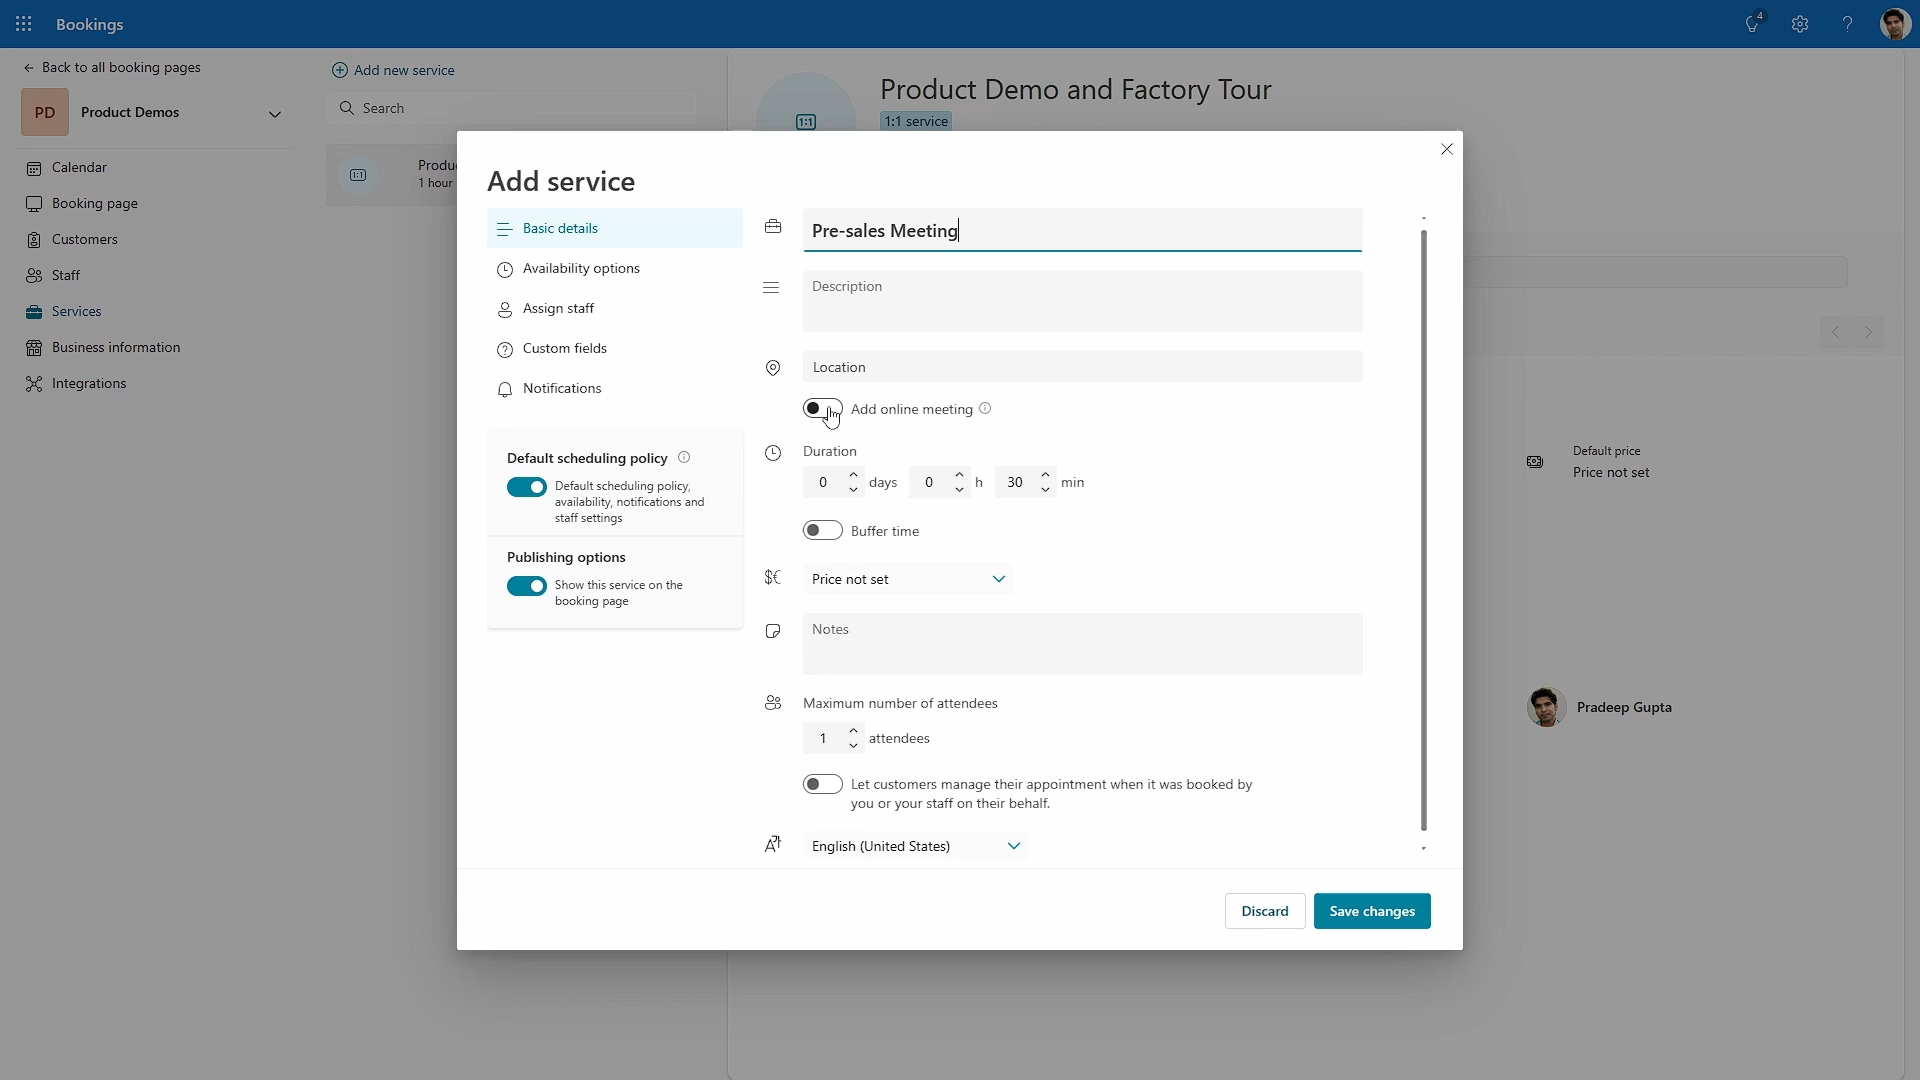 Bookings
4
Back to all booking pages
PD
Product Demos
Calendar
Booking page
Customers
Staff
Services
Business information
Integrations
Add new service
Search
1:1
Produ
1 hour
Product Demo and Factory Tour
1:1
1:1 service
Add service
Basic details
Availability options
Assign staff
Custom fields
Notifications
Default scheduling policy
Default scheduling policy,
availability, notifications and
staff settings
Publishing options
Show this service on the
booking page
Pre-sales Meeting
Description
Location
Add online meeting
Duration
0 days 0 h 30 min
Buffer time
$€ Price not set
Notes
Maximum number of attendees
1 attendees
Let customers manage their appointment when it was booked by
you or your staff on their behalf.
English (United States)
Discard
Save changes
Default price
Price not set
Pradeep Gupta